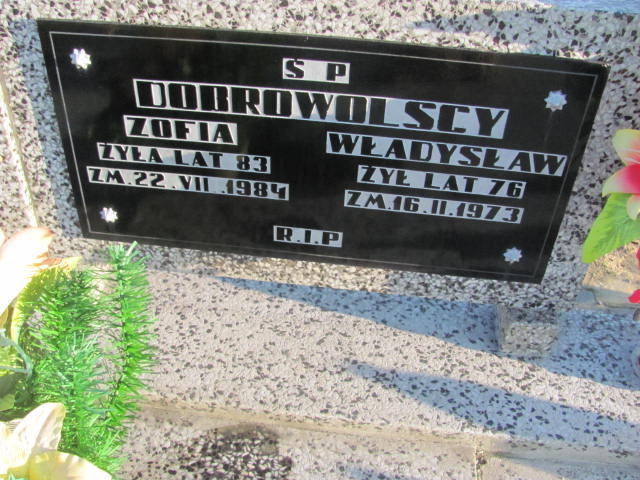 Ś P
DOBROWOLSCY
ZOFIA
ŻYŁA LAT 83
ZM. 22. VII. 1984
WŁADYSŁAW
ŻYŁ LAT 76
ZM. 16. II. 1973
R.I.P